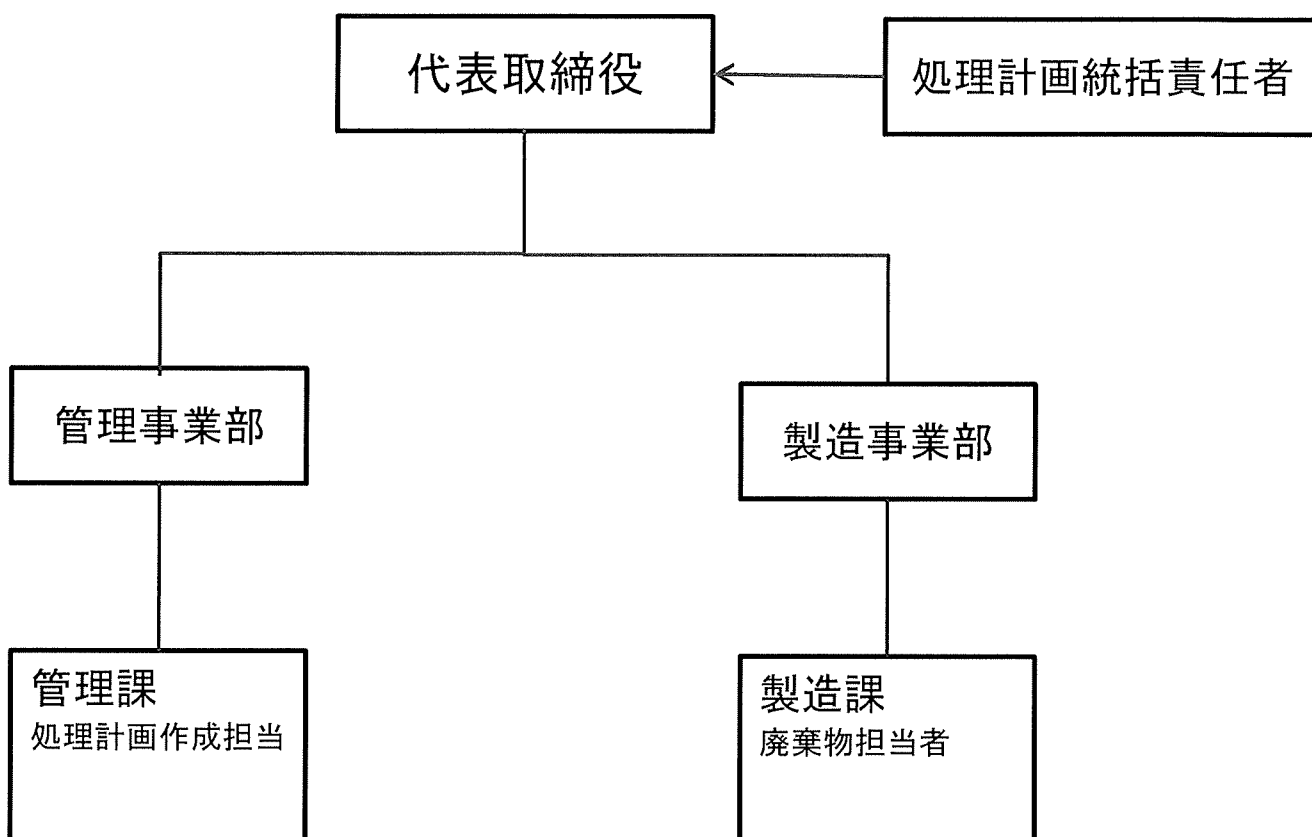 代表取締役
処理計画統括責任者
管理事業部
製造事業部
管理課
処理計画作成担当
製造課
廃棄物担当者